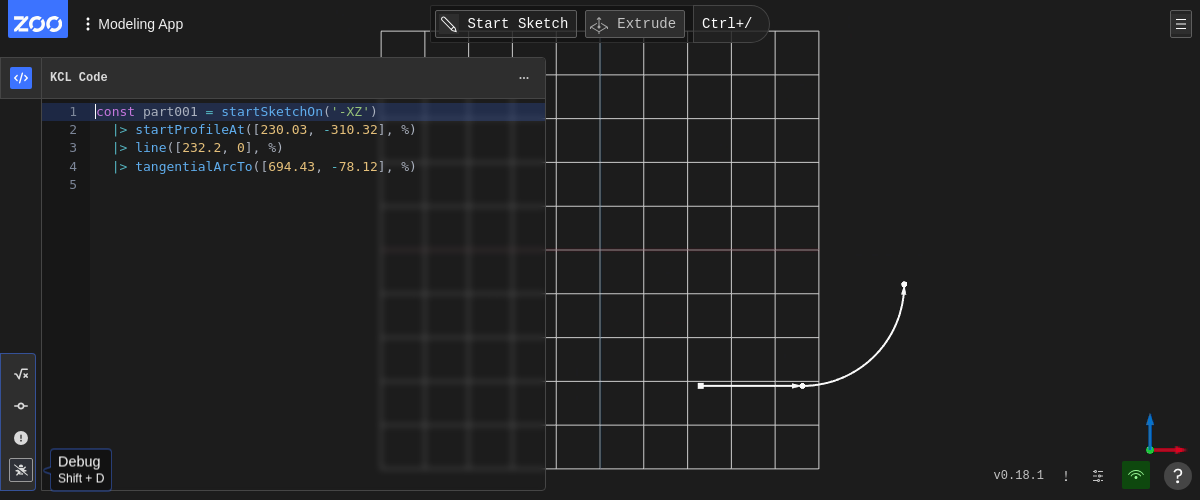 ZOO
Modeling App
Start Sketch
Extrude
Ctrl+/
KCL Code
1 const part001 = startSketchOn('-XZ')
2 |> startProfileAt([230.03, -310.32], %)
3 |> line([232.2, 0], %)
4 |> tangentialArcTo([694.43, -78.12], %)
5
Debug
Shift + D
v0.18.1
!
?